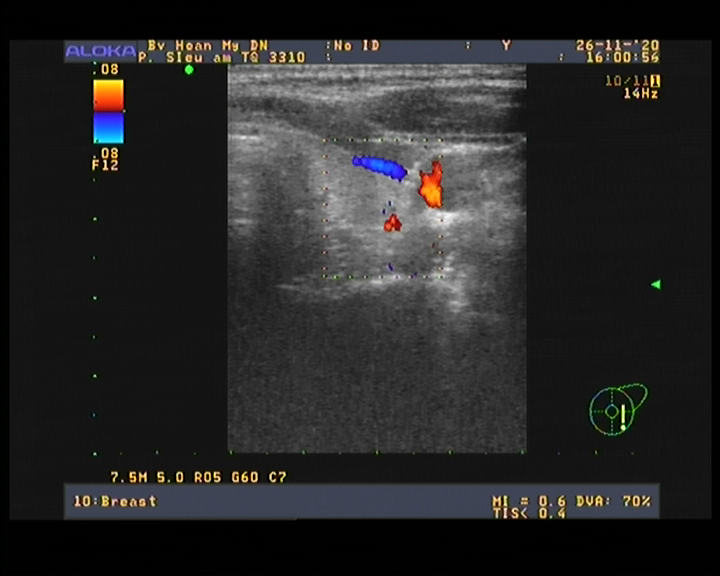 ALOKA Bv Hoan My DN :No ID : Y 26-11-'20
P. Sieu am TQ 3310 : : 16:00:56
.08
10/111
14Hz
.08
F12
7.5M 5.0 R05 G60 C7
10:Breast MI = 0.6 DVA: 70%
TIS< 0.4